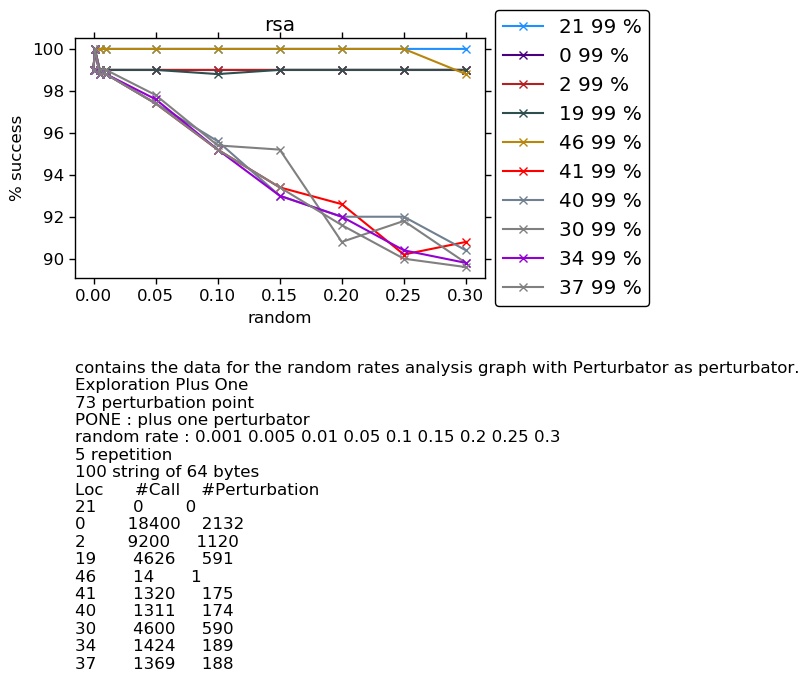 rsa
100
98
96
94
92
90
% success
0.00 0.05 0.10 0.15 0.20 0.25 0.30
random
21 99 %
0 99 %
2 99 %
19 99 %
46 99 %
41 99 %
40 99 %
30 99 %
34 99 %
37 99 %
contains the data for the random rates analysis graph with Perturbator as perturbator.
Exploration Plus One
73 perturbation point
PONE : plus one perturbator
random rate : 0.001 0.005 0.01 0.05 0.1 0.15 0.2 0.25 0.3
5 repetition
100 string of 64 bytes
Loc #Call #Perturbation
21 0 0
0 18400 2132
2 9200 1120
19 4626 591
46 14 1
41 1320 175
40 1311 174
30 4600 590
34 1424 189
37 1369 188